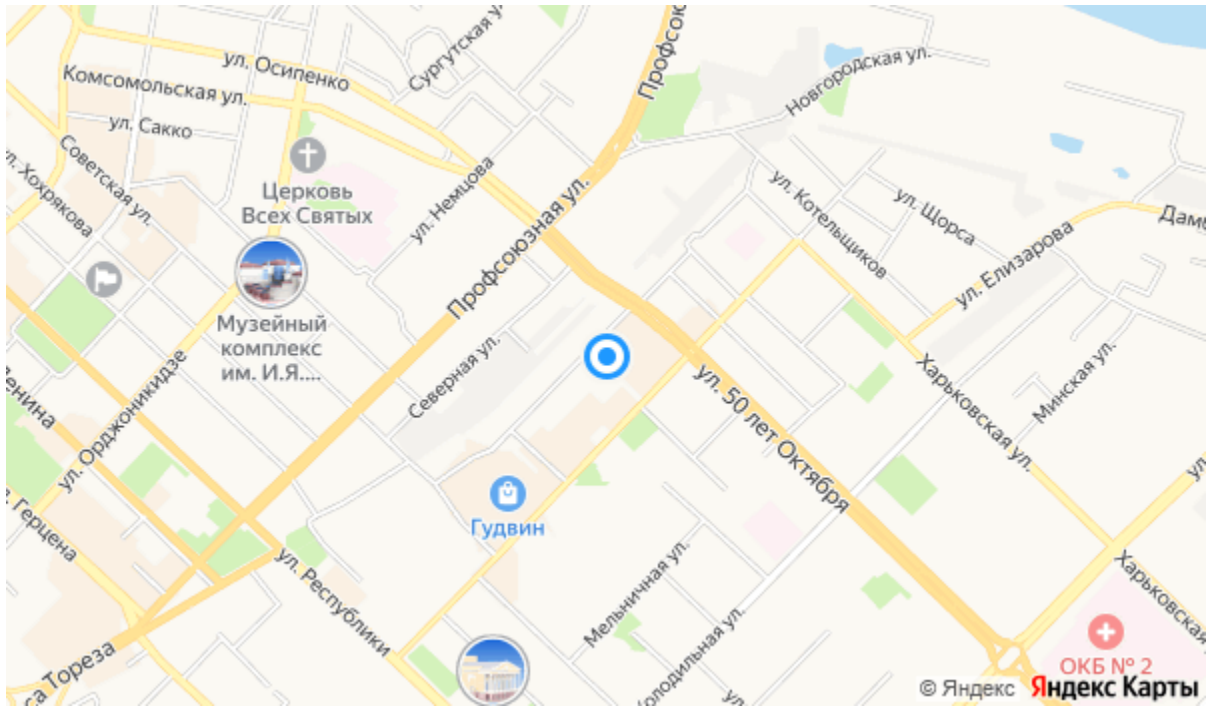 Сургутская у
Профсою
ул. Осипенко
Новгородская ул.
Комсомольская ул.
ул. Сакко
Советская ул.
ул. Хохрякова
Церковь
Всех Святых
ул. Немцова
Профсоюзная ул.
ул. Котельщиков
ул. Щорса
Дамб
ул. Елизарова
Музейный
комплекс
им. И.Я....
Северная ул.
ул. 50 лет Октября
Харьковская ул.
Минская ул.
Ленина
ул. Орджоникидзе
Герцена
Гудвин
ул. Республики
Мельничная ул.
Холодильная ул.
ул
Харьковская
са Тореза
ул.
ОКБ № 2
© Яндекс Яндекс Карты